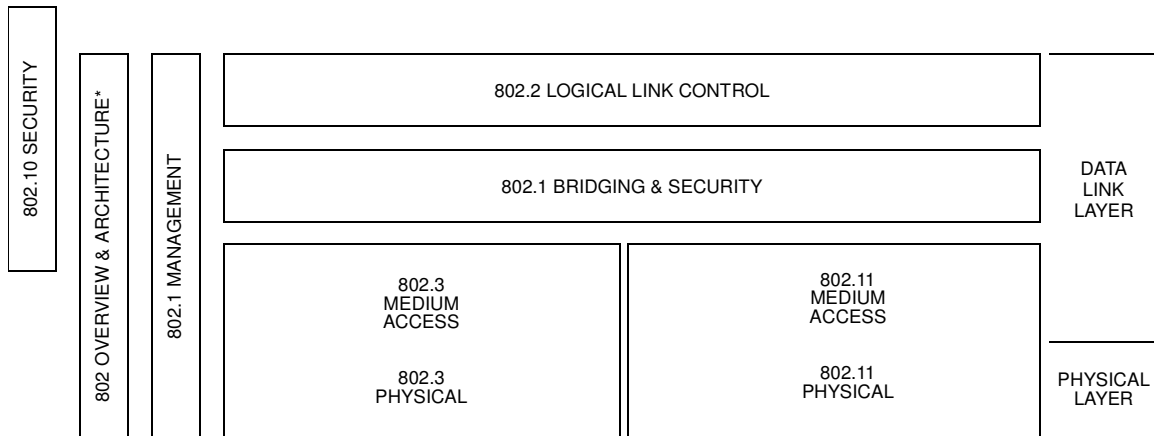 802.10 SECURITY
802 OVERVIEW & ARCHITECTURE*
802.1 MANAGEMENT
802.2 LOGICAL LINK CONTROL
802.1 BRIDGING & SECURITY
802.3
MEDIUM
ACCESS
802.3
PHYSICAL
802.11
MEDIUM
ACCESS
802.11
PHYSICAL
DATA
LINK
LAYER
PHYSICAL
LAYER